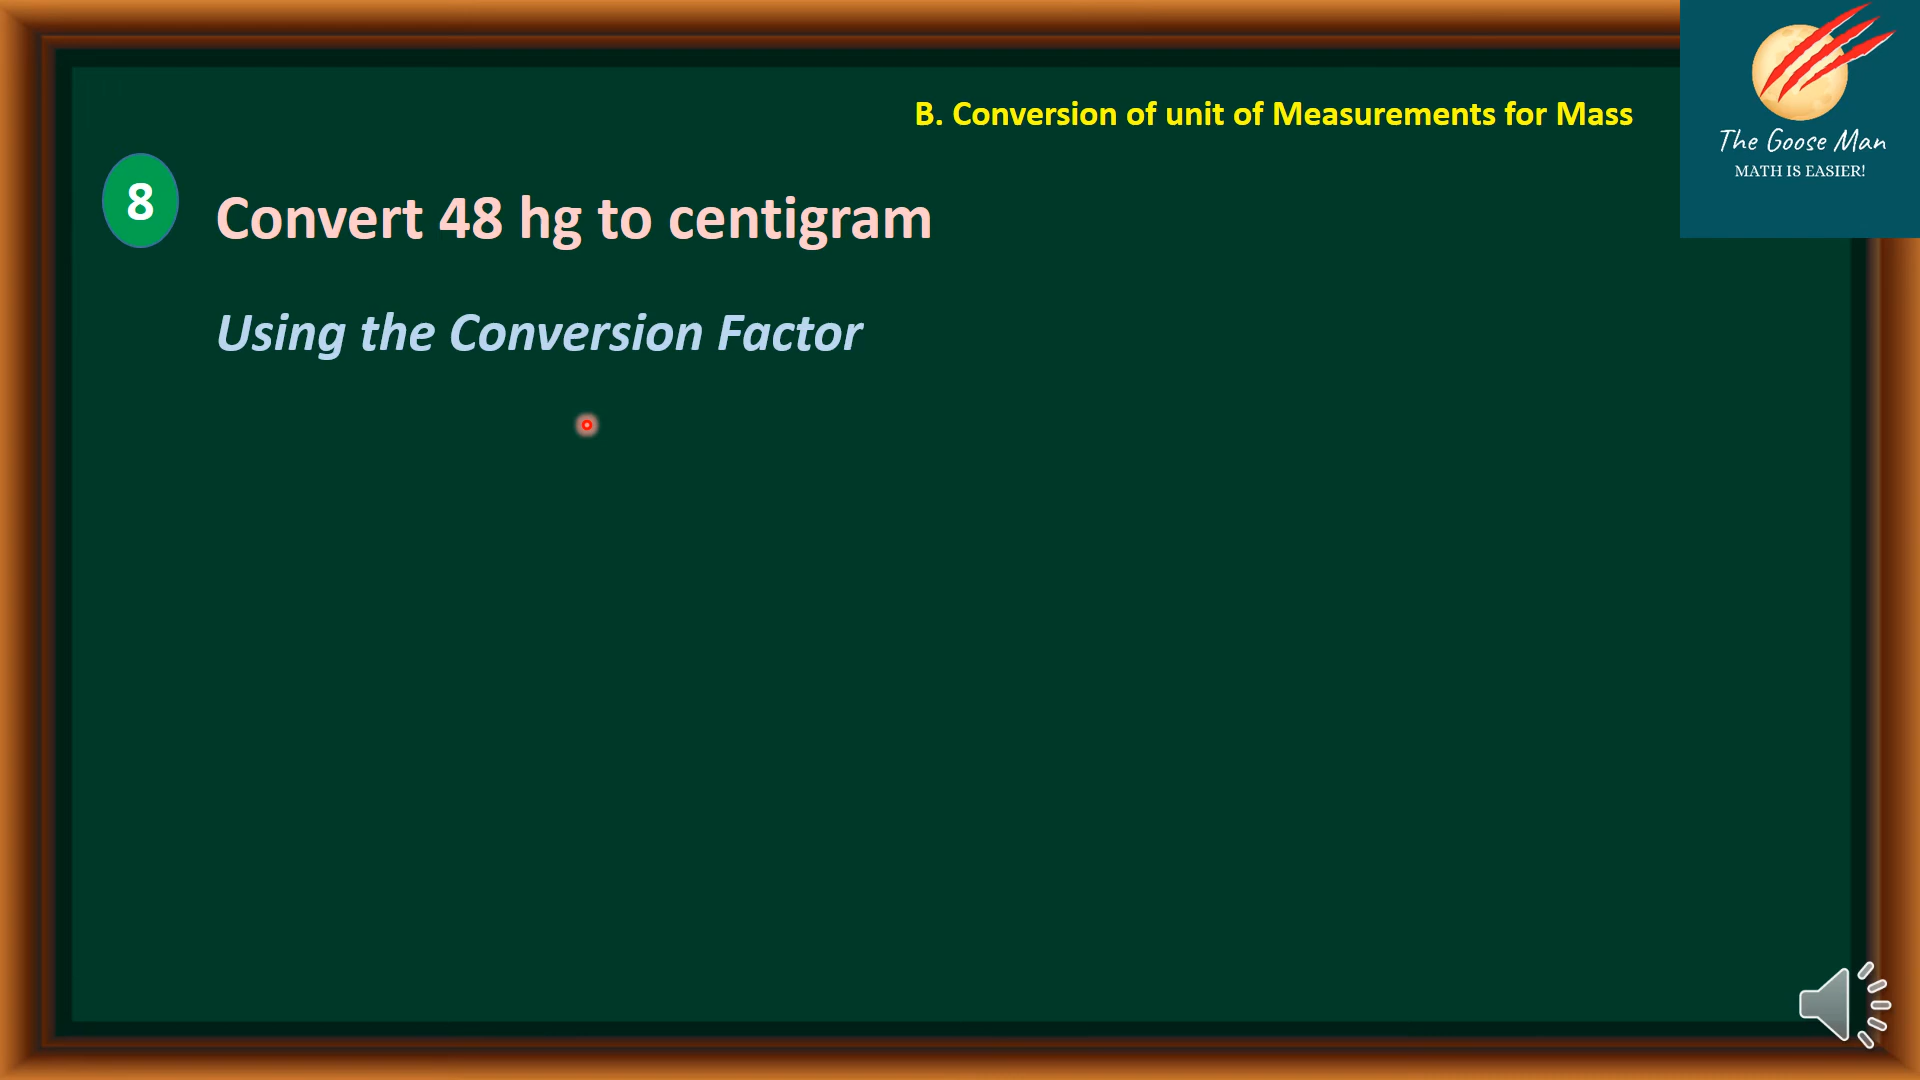 B. Conversion of unit of Measurements for Mass
The Goose Man
MATH IS EASIER!
8
Convert 48 hg to centigram
Using the Conversion Factor